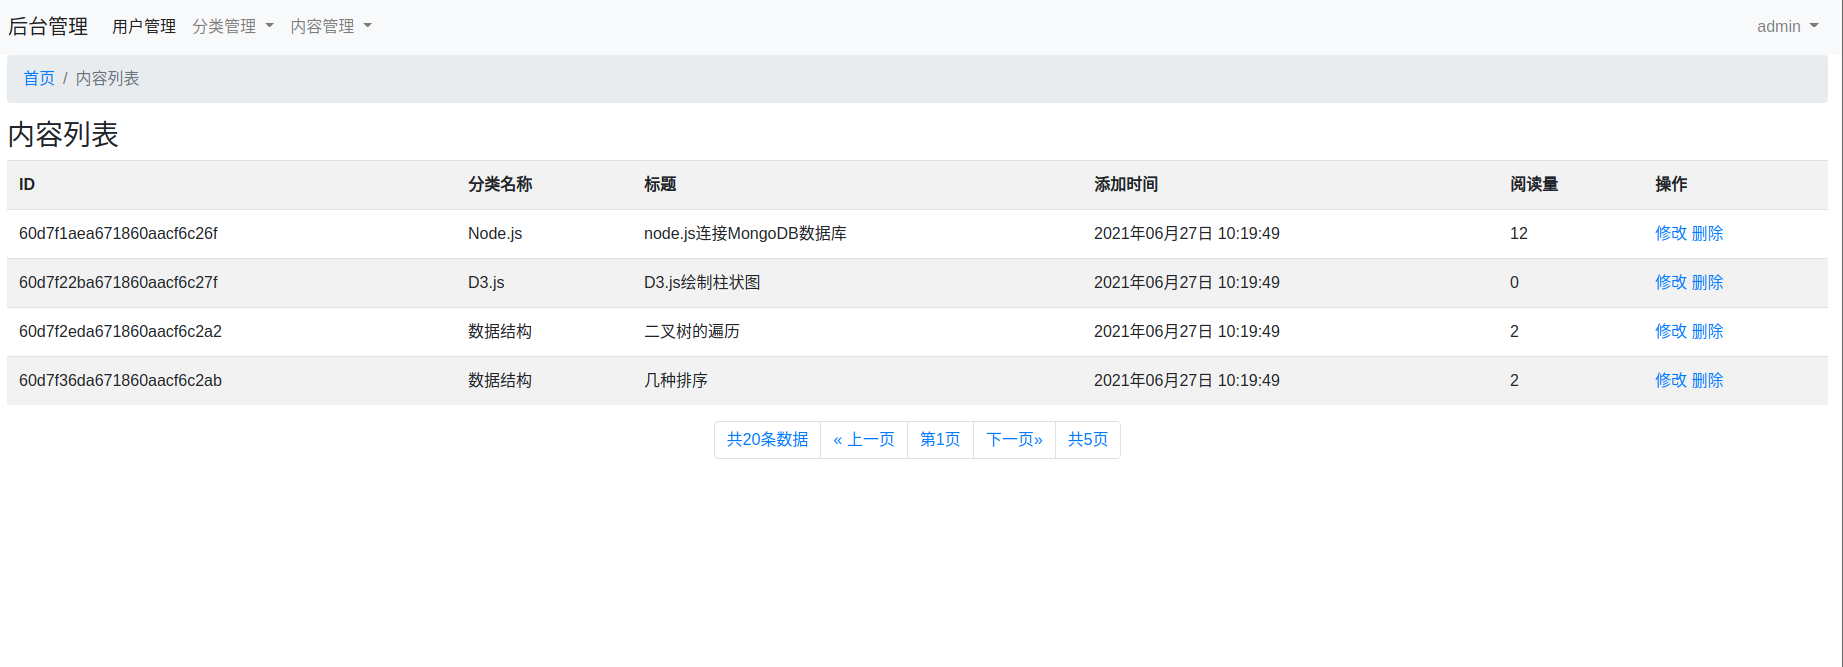 后台管理 用户管理 分类管理 内容管理 admin
首页 / 内容列表
内容列表
ID 分类名称 标题 添加时间 阅读量 操作
60d7f1aea671860aacf6c26f Node.js node.js连接MongoDB数据库 2021年06月27日 10:19:49 12 修改 删除
60d7f22ba671860aacf6c27f D3.js D3.js绘制柱状图 2021年06月27日 10:19:49 0 修改 删除
60d7f2eda671860aacf6c2a2 数据结构 二叉树的遍历 2021年06月27日 10:19:49 2 修改 删除
60d7f36da671860aacf6c2ab 数据结构 几种排序 2021年06月27日 10:19:49 2 修改 删除
共20条数据 « 上一页 第1页 下一页» 共5页